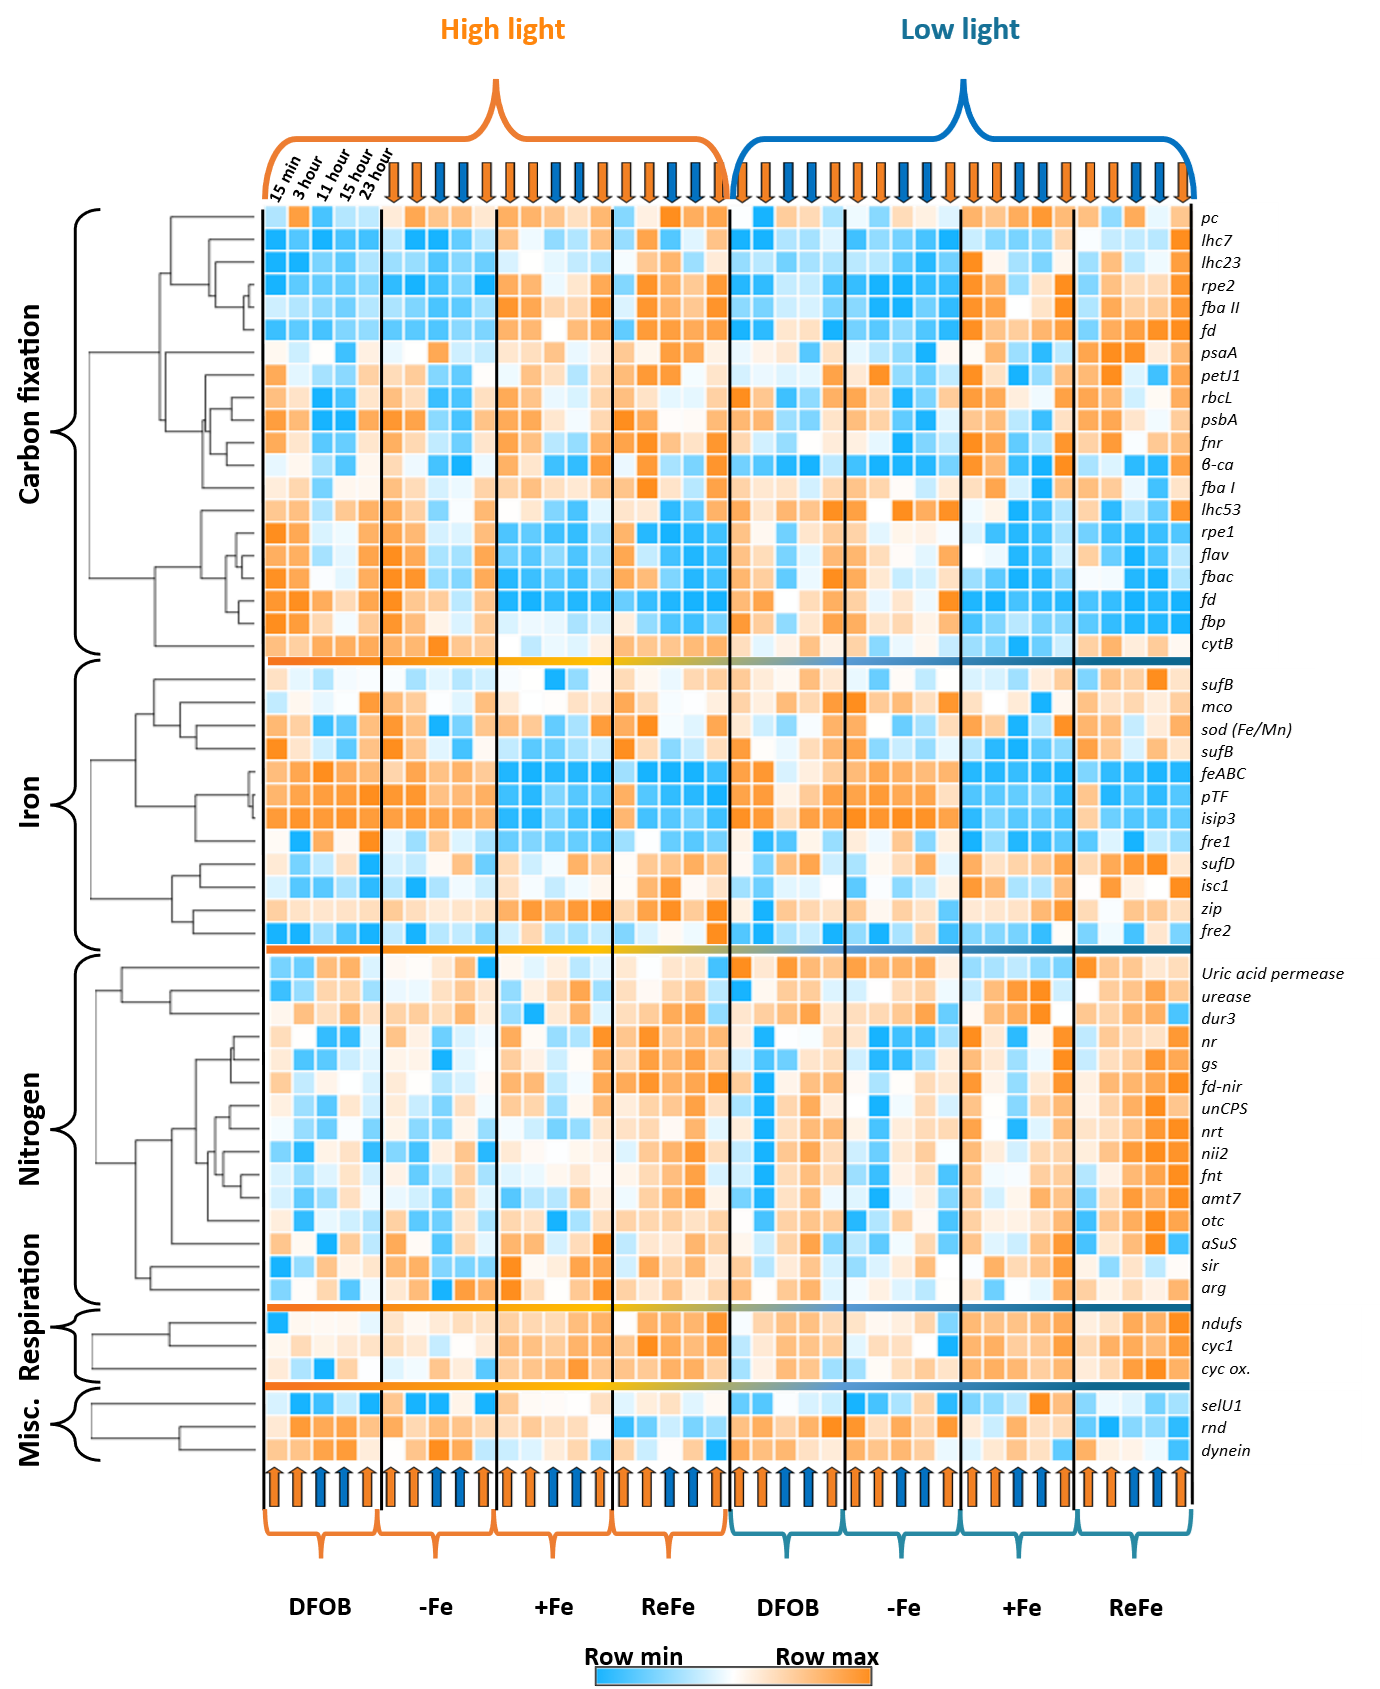 High light
Low light
15 min
3 hour
11 hour
15 hour
23 hour
Carbon fixation
pc
lhc7
lhc23
rpe2
fba II
fd
psaA
petJ1
rbcL
psbA
fnr
β-ca
fba I
lhc53
rpe1
flav
fbac
fd
fbp
cytB
Iron
sufB
mco
sod (Fe/Mn)
sufB
feABC
pTF
isip3
fre1
sufD
isc1
zip
fre2
Nitrogen
Uric acid permease
urease
dur3
nr
gs
fd-nir
unCPS
nrt
nii2
fnt
amt7
otc
aSuS
sir
arg
Respiration
ndufs
cyc1
cyc ox.
Misc.
selU1
rnd
dynein
DFOB
-Fe
+Fe
ReFe
DFOB
-Fe
+Fe
ReFe
Row min
Row max